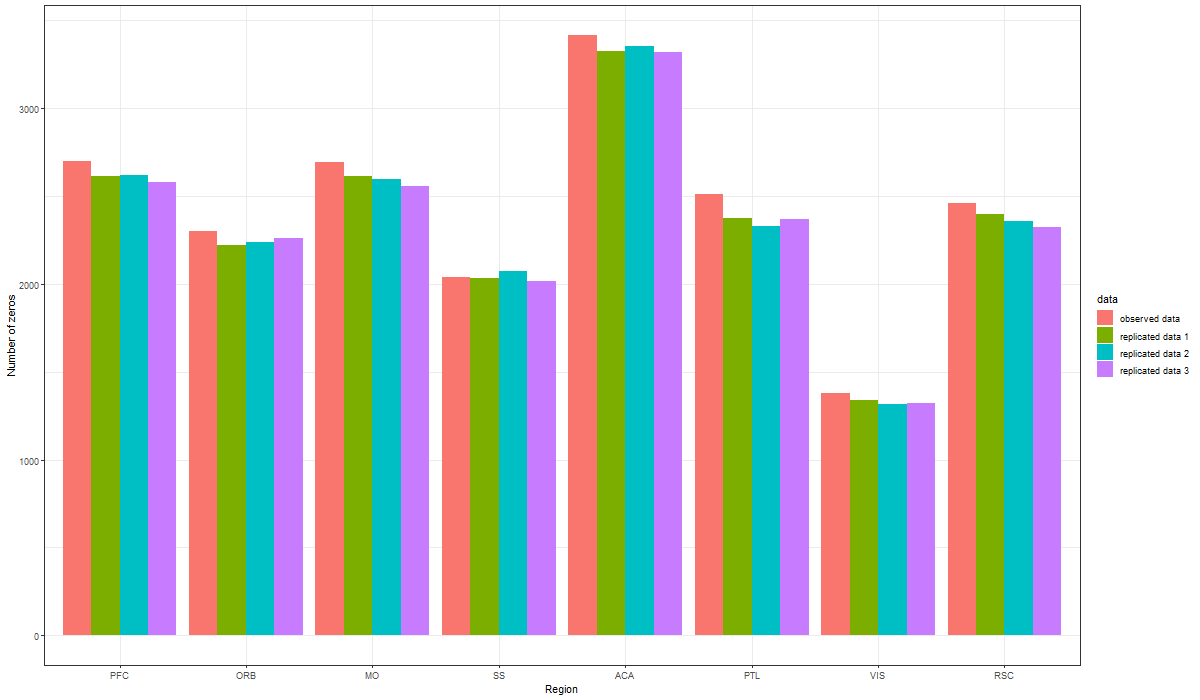 Number of zeros
3000
2000
1000
0
PFC ORB MO SS ACA PTL VIS RSC
Region
data
observed data
replicated data 1
replicated data 2
replicated data 3